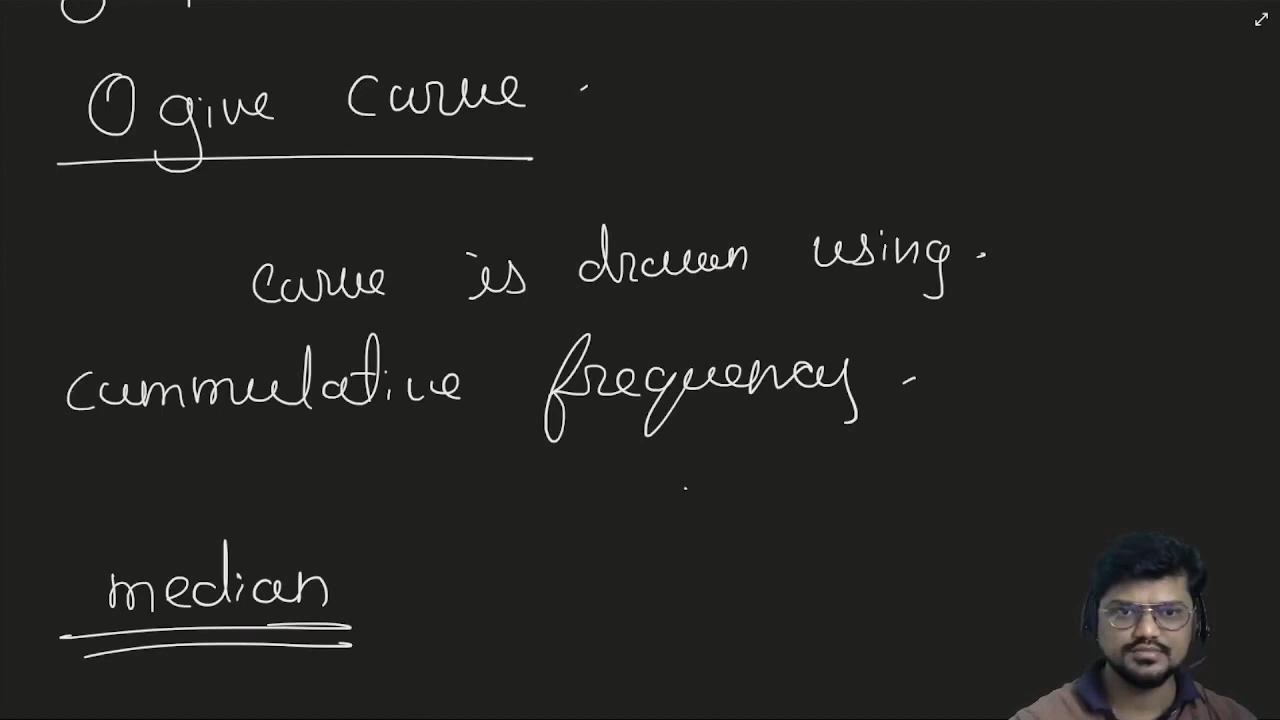 Ogive curve.
curve is drawn using.
cummulative frequency.
median